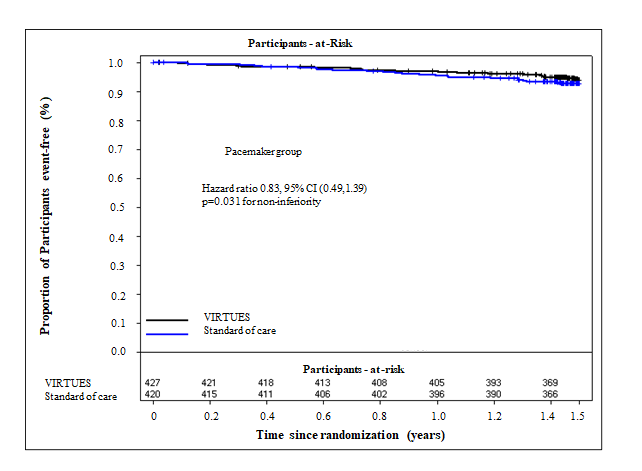 Participants - at-Risk
Proportion of Participants event-free (%)
1.0
0.9
0.8
0.7
0.6
0.5
0.4
0.3
0.2
0.1
0.0
Pacemaker group
Hazard ratio 0.83, 95% CI (0.49,1.39)
p=0.031 for non-inferiority
VIRTUES
Standard of care
Participants - at-risk
VIRTUES 427 421 418 413 408 405 393 369
Standard of care 420 415 411 406 402 396 390 366
0 0.2 0.4 0.6 0.8 1.0 1.2 1.4 1.5
Time since randomization (years)